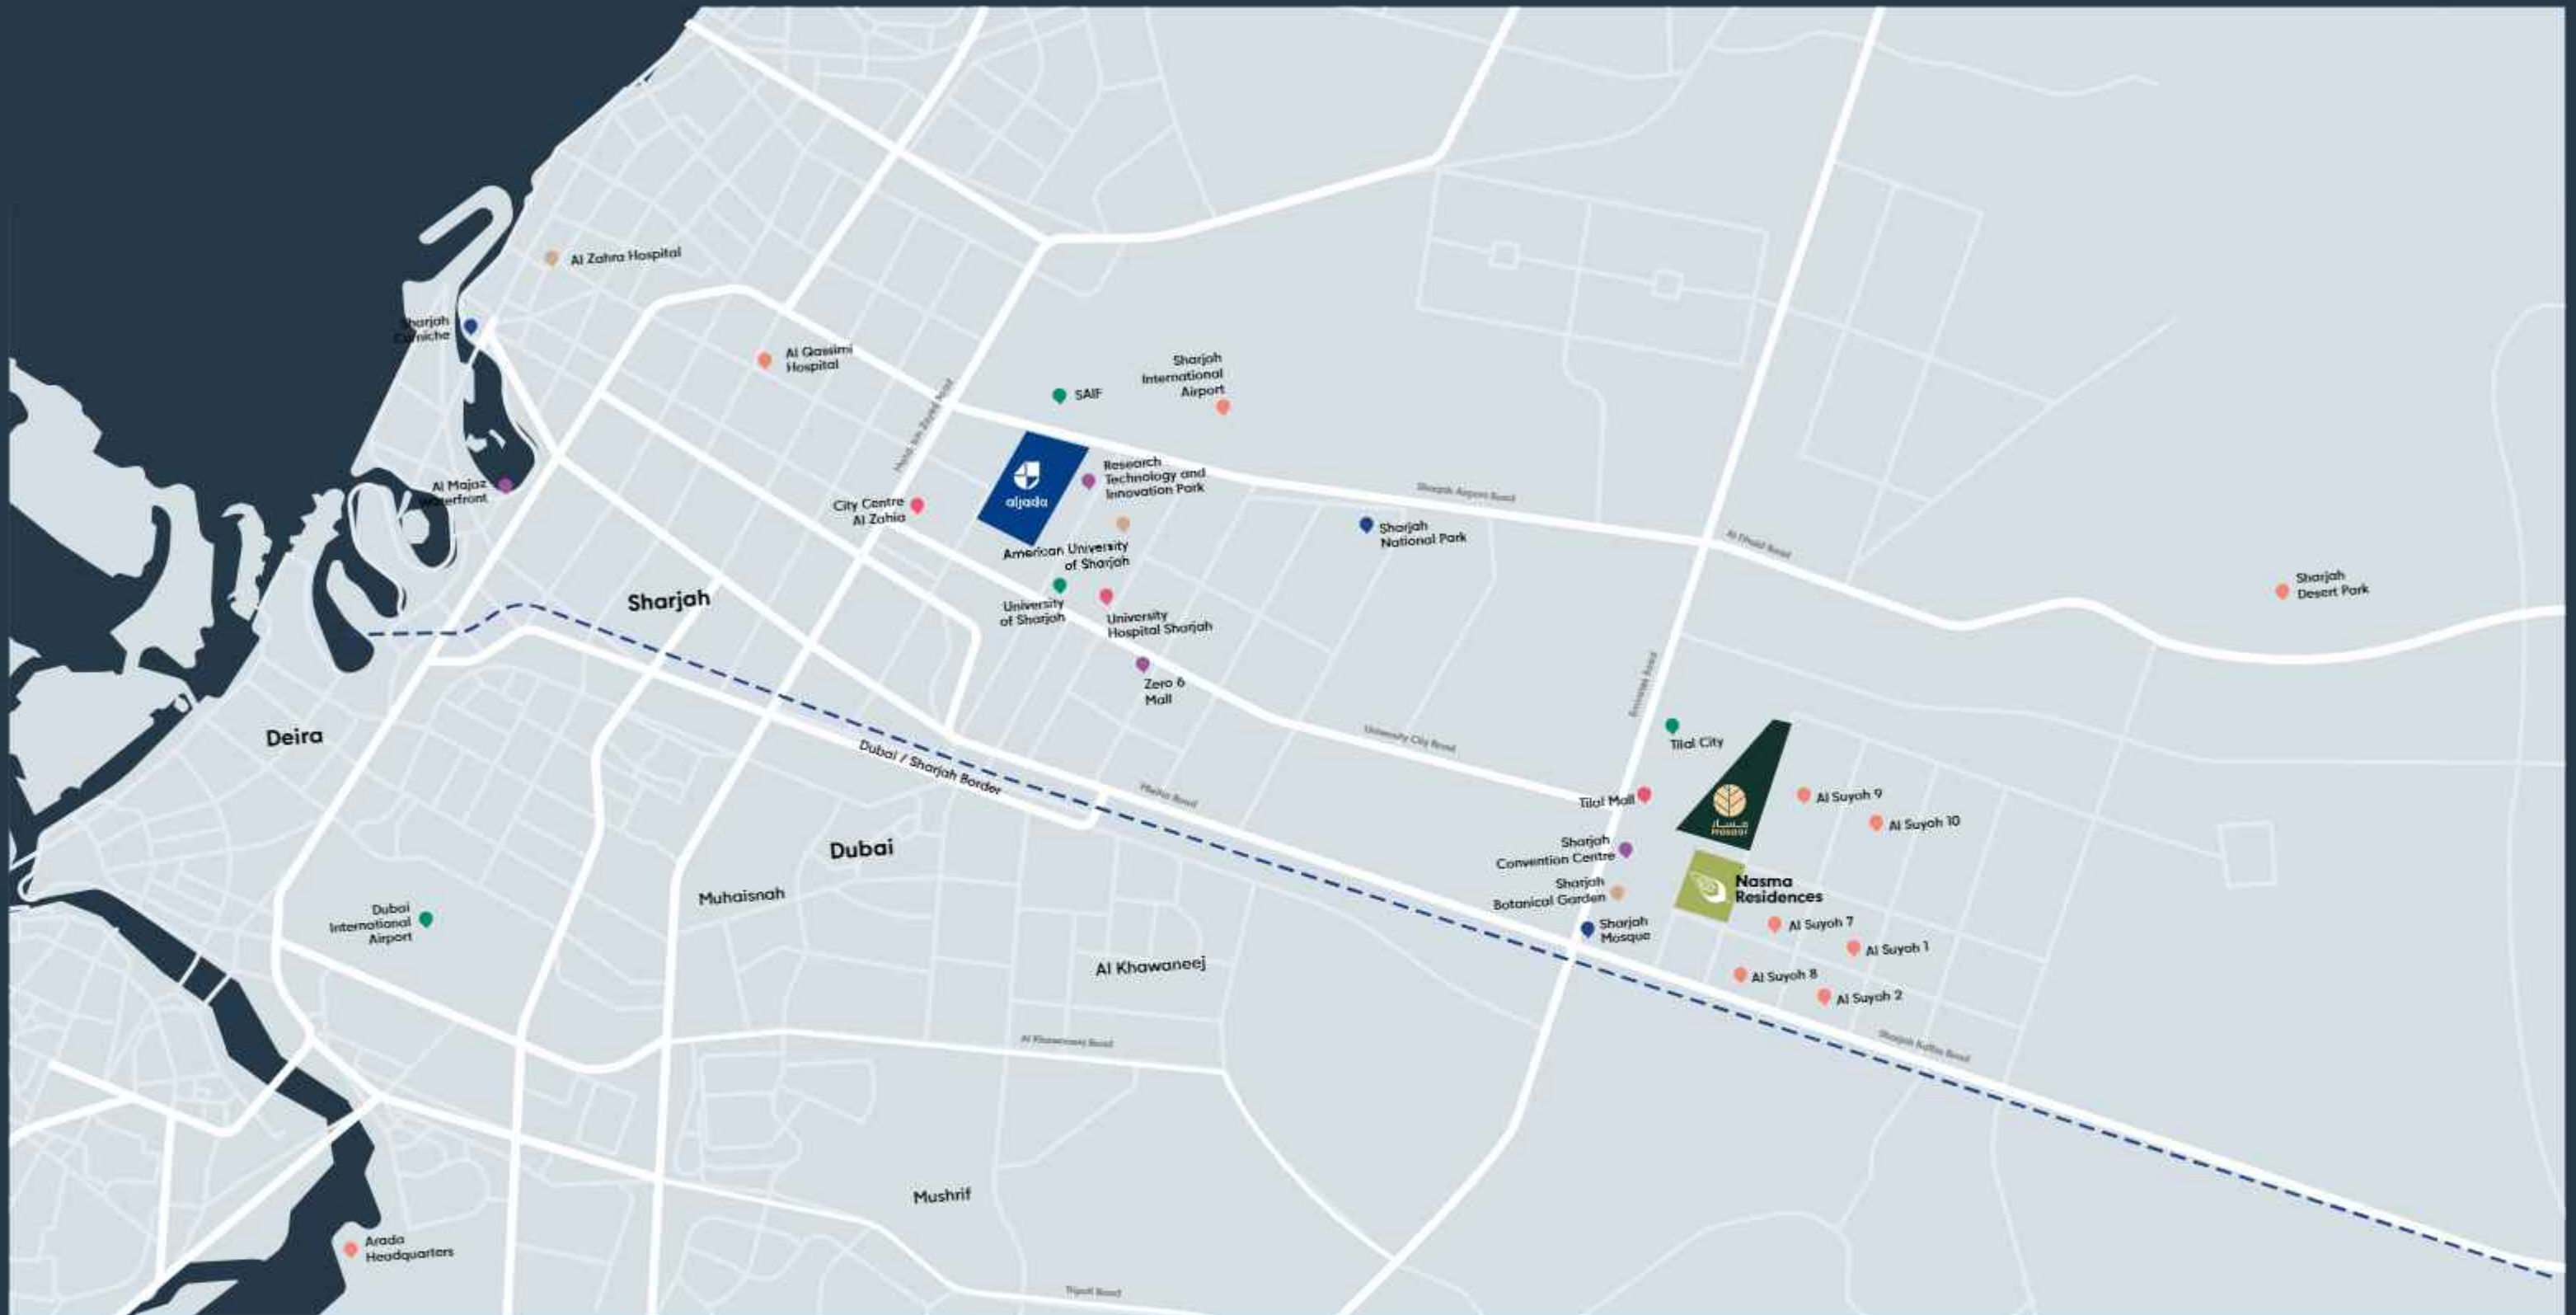 Al Zahra Hospital
Sharjah
Corniche
Al Qassimi
Hospital
Sharjah
International
Airport
SAIF
Al Majaz
Waterfront
City Centre
Al Zahia
aljada
Research
Technology and
Innovation Park
American University
of Sharjah
University
of Sharjah
University
Hospital Sharjah
Zero 6
Mall
Sharjah Airport Road
Sharjah
National Park
Al Dhaid Road
Sharjah
Desert Park
Sharjah
Deira
Dubai / Sharjah Border
Mleiha Road
University City Road
Emirates Road
Tilal City
Tilal Mall
مسار
masaar
Al Suyoh 9
Al Suyoh 10
Sharjah
Convention Centre
Sharjah
Botanical Garden
Sharjah
Mosque
Nasma
Residences
Al Suyoh 7
Al Suyoh 1
Al Suyoh 8
Al Suyoh 2
Dubai
Muhaisnah
Dubai
International
Airport
Al Khawaneej
Al Khawaneej Road
Mushrif
Arada
Headquarters
Tripoli Road